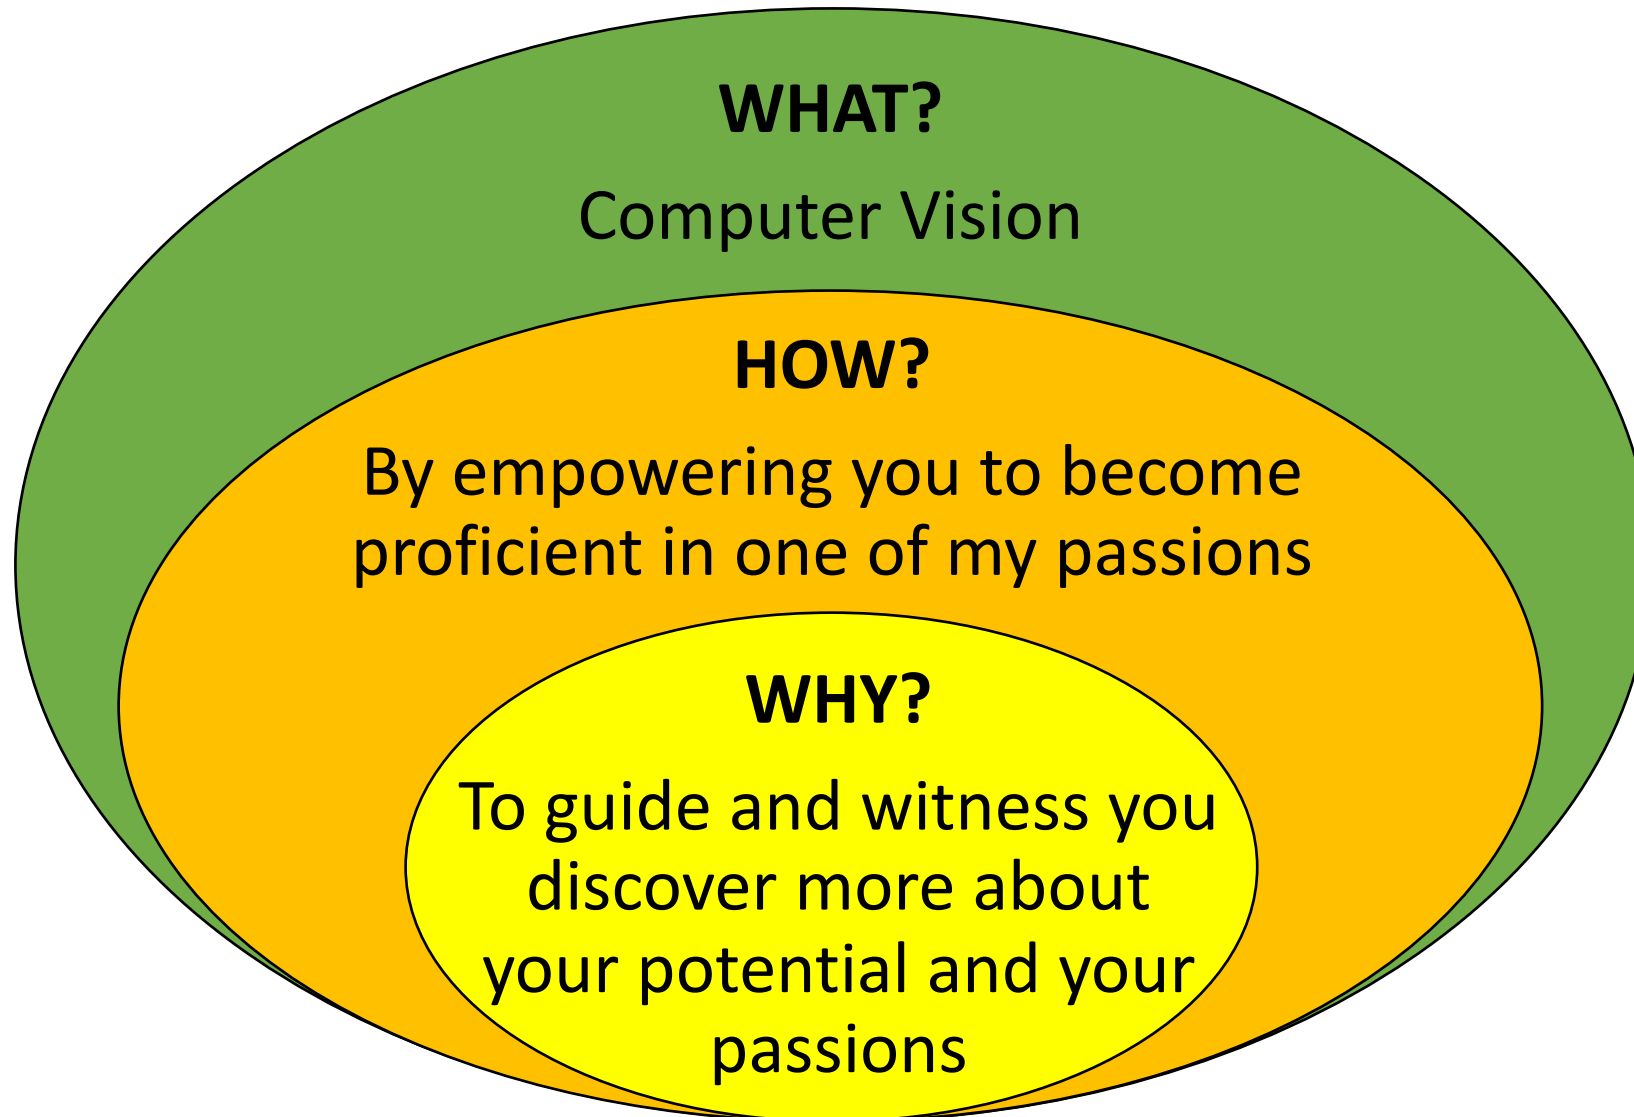 WHAT?
Computer Vision
HOW?
By empowering you to become
proficient in one of my passions
WHY?
To guide and witness you
discover more about
your potential and your
passions